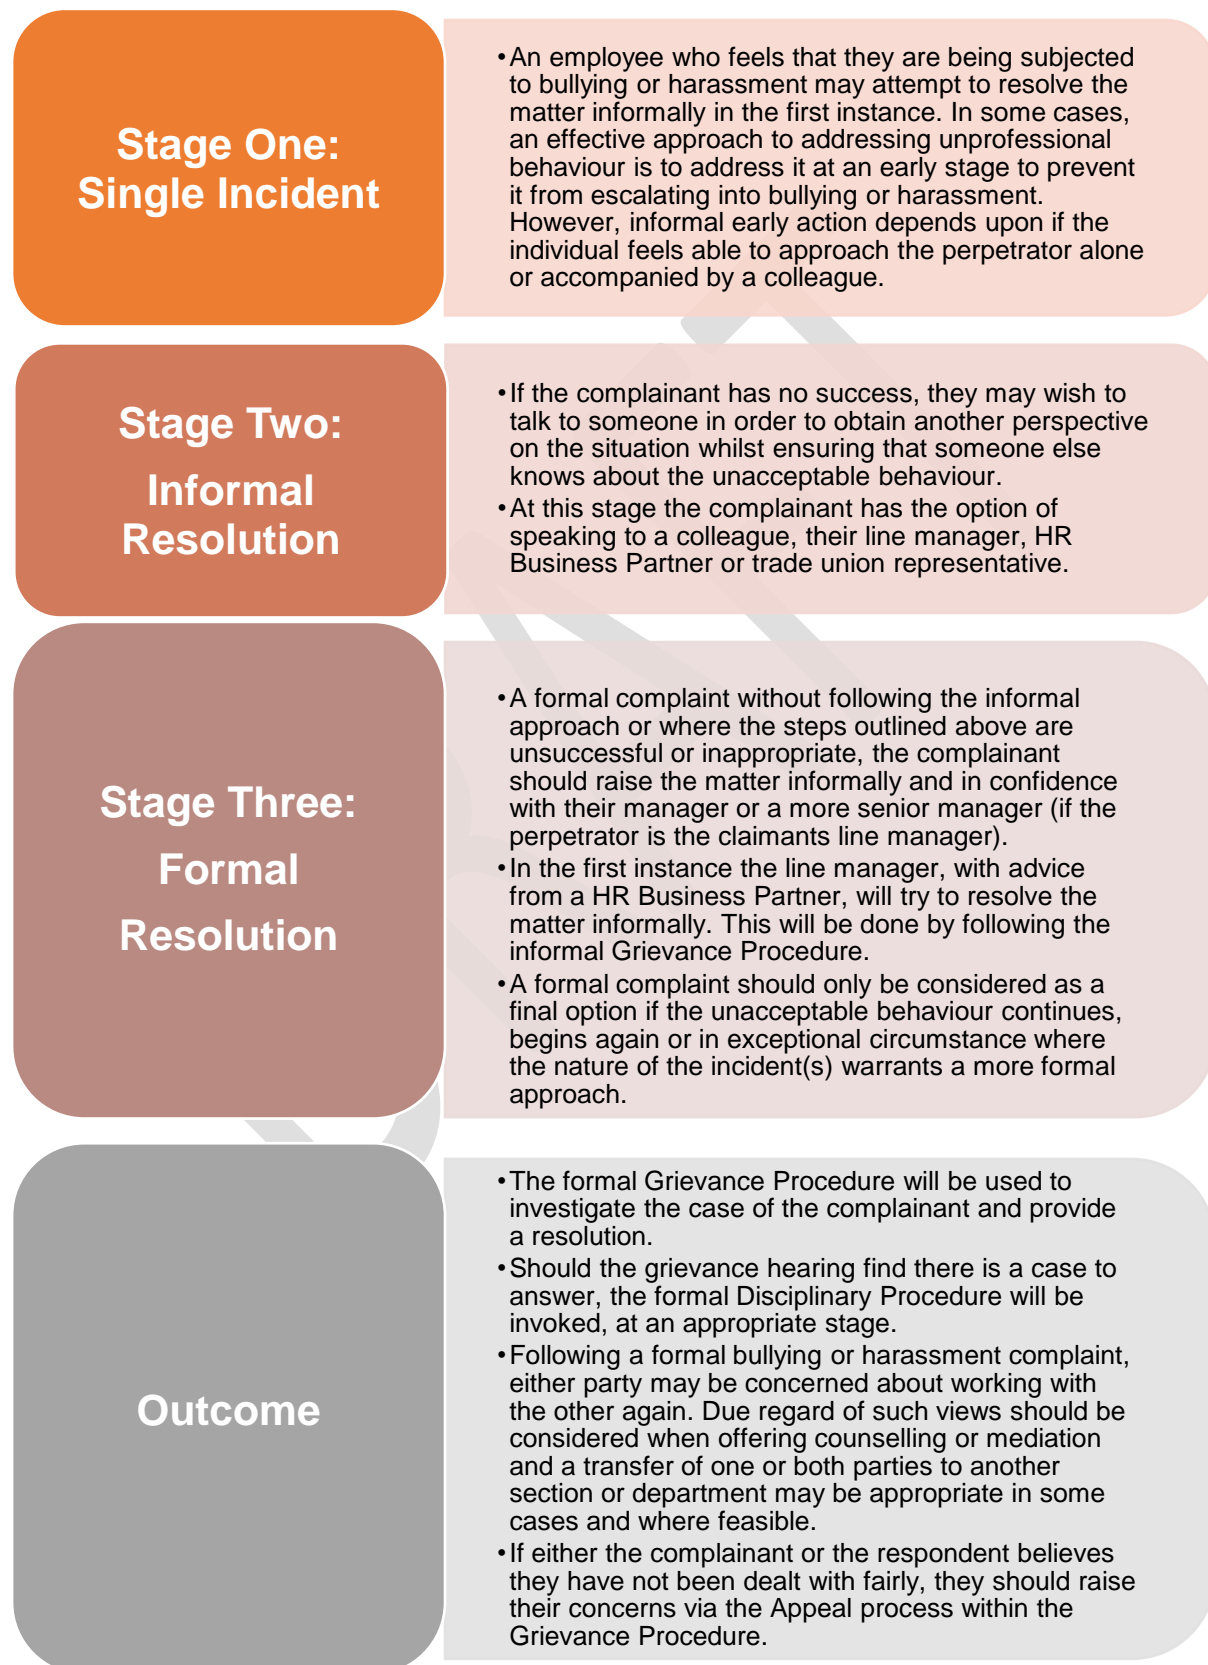 Stage One:
Single Incident
•An employee who feels that they are being subjected
to bullying or harassment may attempt to resolve the
matter informally in the first instance. In some cases,
an effective approach to addressing unprofessional
behaviour is to address it at an early stage to prevent
it from escalating into bullying or harassment.
However, informal early action depends upon if the
individual feels able to approach the perpetrator alone
or accompanied by a colleague.
Stage Two:
Informal
Resolution
•If the complainant has no success, they may wish to
talk to someone in order to obtain another perspective
on the situation whilst ensuring that someone else
knows about the unacceptable behaviour.
•At this stage the complainant has the option of
speaking to a colleague, their line manager, HR
Business Partner or trade union representative.
Stage Three:
Formal
Resolution
•A formal complaint without following the informal
approach or where the steps outlined above are
unsuccessful or inappropriate, the complainant
should raise the matter informally and in confidence
with their manager or a more senior manager (if the
perpetrator is the claimants line manager).
•In the first instance the line manager, with advice
from a HR Business Partner, will try to resolve the
matter informally. This will be done by following the
informal Grievance Procedure.
•A formal complaint should only be considered as a
final option if the unacceptable behaviour continues,
begins again or in exceptional circumstance where
the nature of the incident(s) warrants a more formal
approach.
Outcome
•The formal Grievance Procedure will be used to
investigate the case of the complainant and provide
a resolution.
•Should the grievance hearing find there is a case to
answer, the formal Disciplinary Procedure will be
invoked, at an appropriate stage.
•Following a formal bullying or harassment complaint,
either party may be concerned about working with
the other again. Due regard of such views should be
considered when offering counselling or mediation
and a transfer of one or both parties to another
section or department may be appropriate in some
cases and where feasible.
•If either the complainant or the respondent believes
they have not been dealt with fairly, they should raise
their concerns via the Appeal process within the
Grievance Procedure.